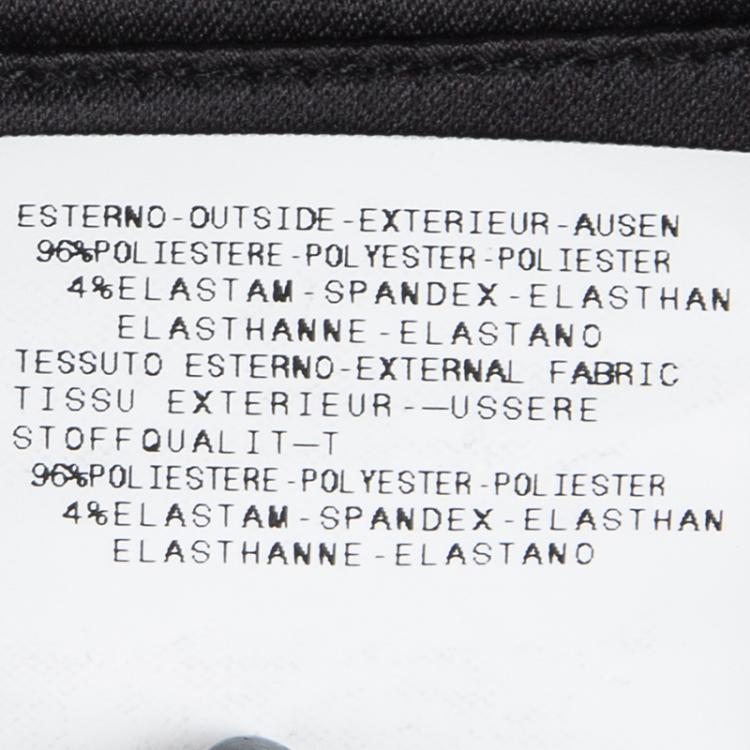 ESTERNO-OUTSIDE-EXTERIEUR-AUSEN
96%POLIESTERE-POLYESTER-POLIESTER
4%ELASTAM-SPANDEX-ELASTHAN
ELASTHANNE-ELASTANO
TESSUTO ESTERNO-EXTERNAL FABRIC
TISSU EXTERIEUR-—USSERE
STOFFQUALIT—T
96%POLIESTERE-POLYESTER-POLIESTER
4%ELASTAM-SPANDEX-ELASTHAN
ELASTHANNE-ELASTANO